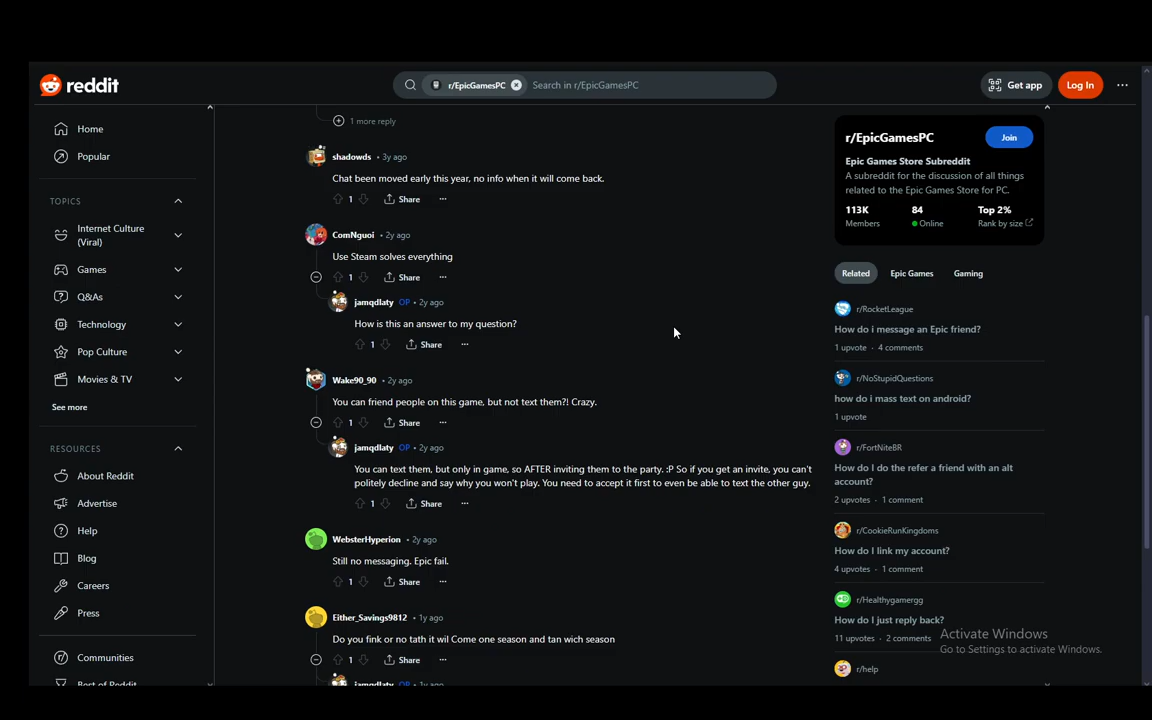 reddit
r/EpicGamesPC
Search in r/EpicGamesPC
Get app
Log In
Home
Popular
TOPICS
Internet Culture
(Viral)
Games
Q&As
Technology
Pop Culture
Movies & TV
See more
RESOURCES
About Reddit
Advertise
Help
Blog
Careers
Press
Communities
Best of Reddit
1 more reply
shadowds • 3y ago
Chat been moved early this year, no info when it will come back.
1 Share
ComNguoi • 2y ago
Use Steam solves everything
1 Share
jamqdlaty OP • 2y ago
How is this an answer to my question?
1 Share
Wake90_90 • 2y ago
You can friend people on this game, but not text them?! Crazy.
1 Share
jamqdlaty OP • 2y ago
You can text them, but only in game, so AFTER inviting them to the party. :P So if you get an invite, you can't
politely decline and say why you won't play. You need to accept it first to even be able to text the other guy.
1 Share
WebsterHyperion • 2y ago
Still no messaging. Epic fail.
1 Share
Either_Savings9812 • 1y ago
Do you fink or no tath it wil Come one season and tan wich season
1 Share
jamqdlaty OP • 1y ago
r/EpicGamesPC
Join
Epic Games Store Subreddit
A subreddit for the discussion of all things
related to the Epic Games Store for PC.
113K 84 Top 2%
Members Online Rank by size
Related Epic Games Gaming
r/RocketLeague
How do i message an Epic friend?
1 upvote · 4 comments
r/NoStupidQuestions
how do i mass text on android?
1 upvote
r/FortNiteBR
How do I do the refer a friend with an alt
account?
2 upvotes · 1 comment
r/CookieRunKingdoms
How do I link my account?
4 upvotes · 1 comment
r/Healthygamergg
How do I just reply back?
11 upvotes · 2 comments
r/help
Activate Windows
Go to Settings to activate Windows.